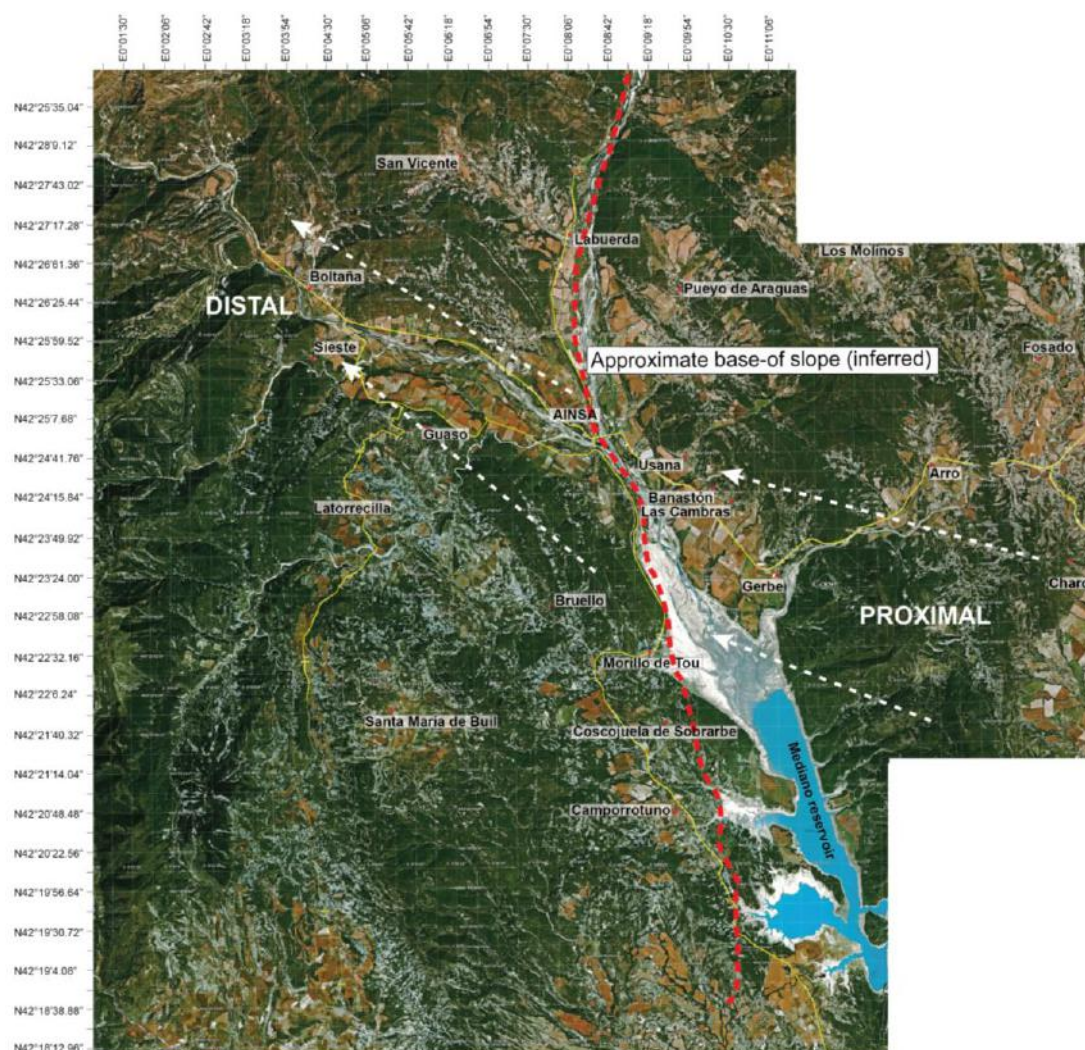 E0°01'30"
E0°02'06"
E0°02'42"
E0°03'18"
E0°03'54"
E0°04'30"
E0°05'06"
E0°05'42"
E0°06'18"
E0°06'54"
E0°07'30"
E0°08'06"
E0°08'42"
E0°09'18"
E0°09'54"
E0°10'30"
E0°11'06"
N42°25'35.04"
N42°28'9.12"
San Vicente
N42°27'43.02"
N42°27'17.28"
Labuerda
Los Molinos
N42°26'61.36"
Boltaña
Pueyo de Araguas
N42°26'25.44"
DISTAL
N42°25'59.52"
Sieste
Approximate base-of slope (inferred)
Fosado
N42°25'33.06"
N42°25'7.68"
AINSA
Guaso
N42°24'41.76"
Usana
Arro
N42°24'15.84"
Banastón
Latorrecilla
Las Cambras
N42°23'49.92"
N42°23'24.00"
Gerbe
Charo
N42°22'58.08"
Bruello
PROXIMAL
N42°22'32.16"
Morillo de Tou
N42°22'6.24"
Santa María de Buil
N42°21'40.32"
Coscojuela de Sobrarbe
N42°21'14.04"
Mediano reservoir
N42°20'48.48"
Camporrotuno
N42°20'22.56"
N42°19'56.64"
N42°19'30.72"
N42°19'4.08"
N42°18'38.88"
N42°18'12.96"